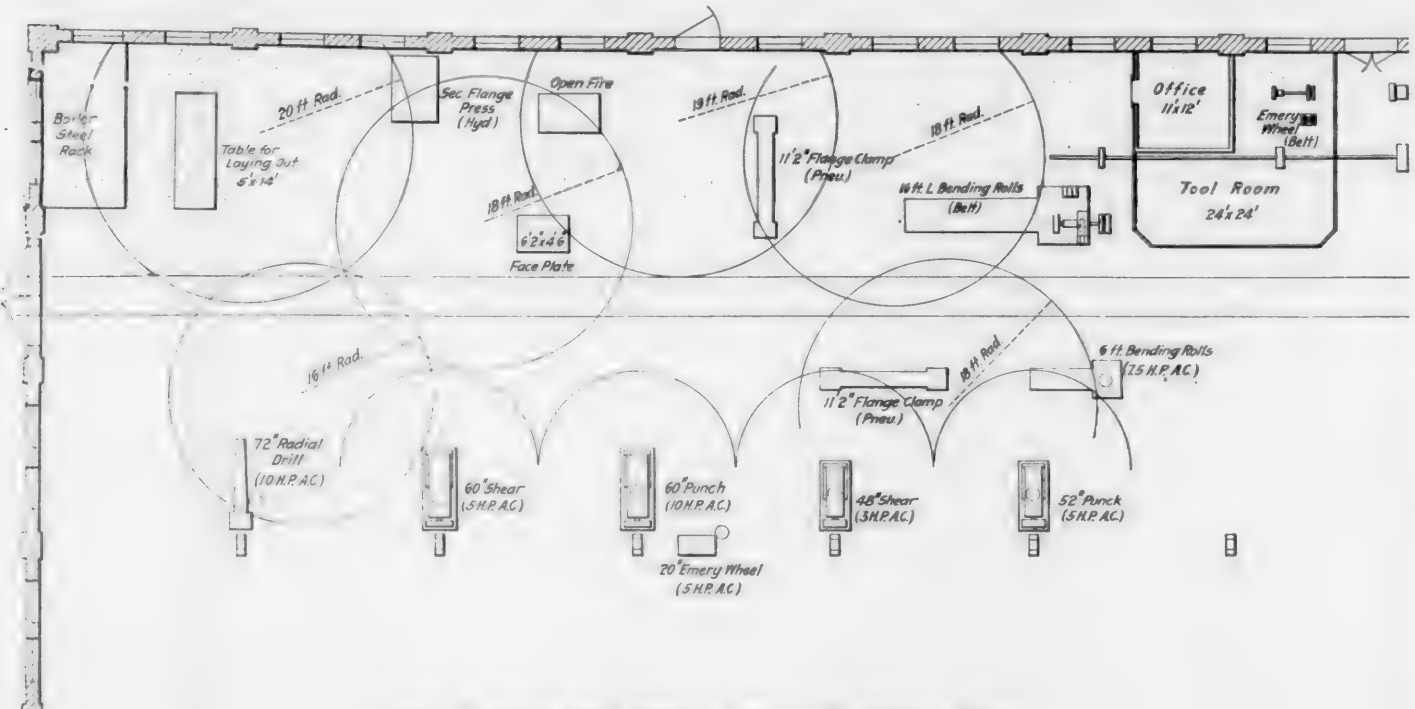 Boiler
Steel
Rack
Table for
Laying Out
5'x14'
20 ft. Rad.
Sec. Flange
Press
(Hyd)
Open Fire
18 ft. Rad.
6'2"x4'6"
Face Plate
19 ft. Rad.
11'2" Flange Clamp
(Pneu.)
18 ft. Rad.
16 ft. L Bending Rolls
(Belt)
Office
11'x12'
Emery
Wheel
(Belt)
Tool Room
24'x24'
16 ft. Rad.
18 ft. Rad.
11'2" Flange Clamp
(Pneu.)
6 ft. Bending Rolls
(7.5 H.P. A.C.)
72" Radial
Drill
(10 H.P. A.C)
60" Shear
(5 H.P. A.C)
60" Punch
(10 H.P. A.C.)
20" Emery Wheel
(5 H.P. A.C.)
48" Shear
(3 H.P. A.C.)
52" Punck
(5 H.P. A.C.)